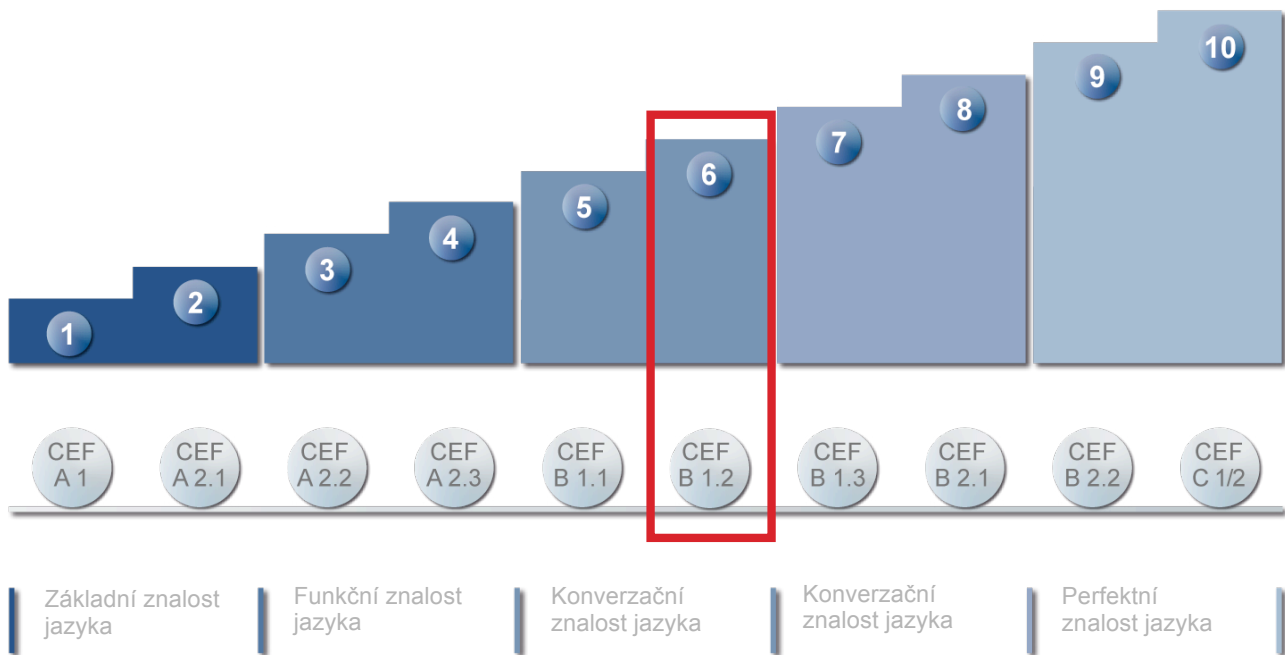 1
2
3
4
5
6
7
8
9
10
CEF
A 1
CEF
A 2.1
CEF
A 2.2
CEF
A 2.3
CEF
B 1.1
CEF
B 1.2
CEF
B 1.3
CEF
B 2.1
CEF
B 2.2
CEF
C 1/2
Základní znalost
jazyka
Funkční znalost
jazyka
Konverzační
znalost jazyka
Konverzační
znalost jazyka
Perfektní
znalost jazyka